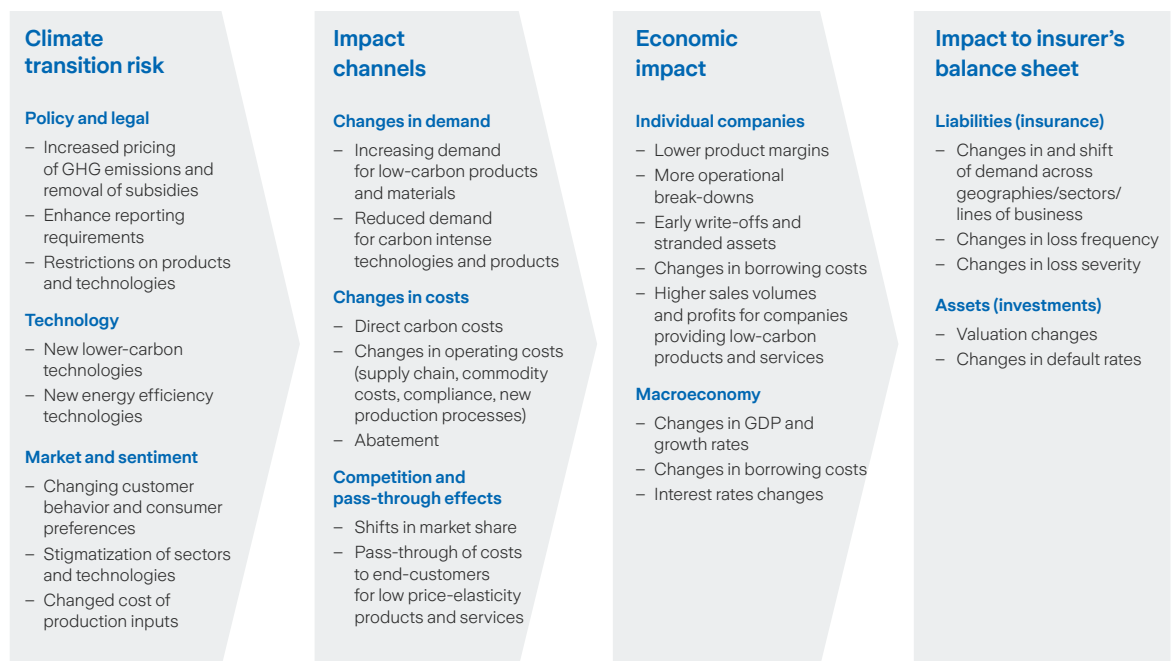 Climate
transition risk
Policy and legal
– Increased pricing
of GHG emissions and
removal of subsidies
– Enhance reporting
requirements
– Restrictions on products
and technologies
Technology
– New lower-carbon
technologies
– New energy efficiency
technologies
Market and sentiment
– Changing customer
behavior and consumer
preferences
– Stigmatization of sectors
and technologies
– Changed cost of
production inputs
Impact
channels
Changes in demand
– Increasing demand
for low-carbon products
and materials
– Reduced demand
for carbon intense
technologies and products
Changes in costs
– Direct carbon costs
– Changes in operating costs
(supply chain, commodity
costs, compliance, new
production processes)
– Abatement
Competition and
pass-through effects
– Shifts in market share
– Pass-through of costs
to end-customers
for low price-elasticity
products and services
Economic
impact
Individual companies
– Lower product margins
– More operational
break-downs
– Early write-offs and
stranded assets
– Changes in borrowing costs
– Higher sales volumes
and profits for companies
providing low-carbon
products and services
Macroeconomy
– Changes in GDP and
growth rates
– Changes in borrowing costs
– Interest rates changes
Impact to insurer’s
balance sheet
Liabilities (insurance)
– Changes in and shift
of demand across
geographies/sectors/
lines of business
– Changes in loss frequency
– Changes in loss severity
Assets (investments)
– Valuation changes
– Changes in default rates